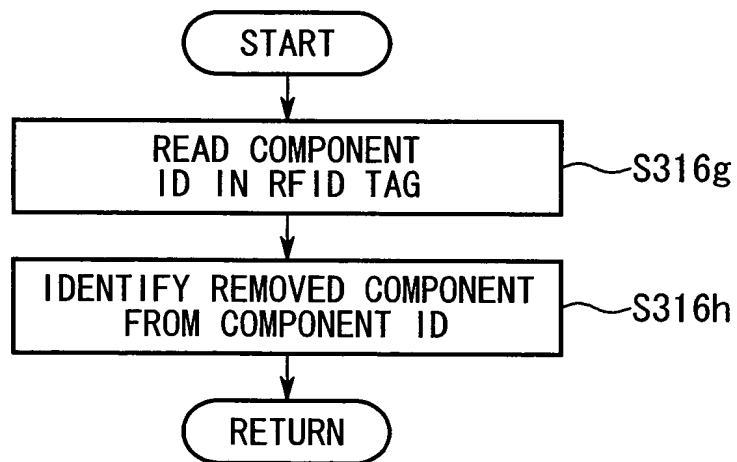 START
READ COMPONENT
ID IN RFID TAG
S316g
IDENTIFY REMOVED COMPONENT
FROM COMPONENT ID
S316h
RETURN